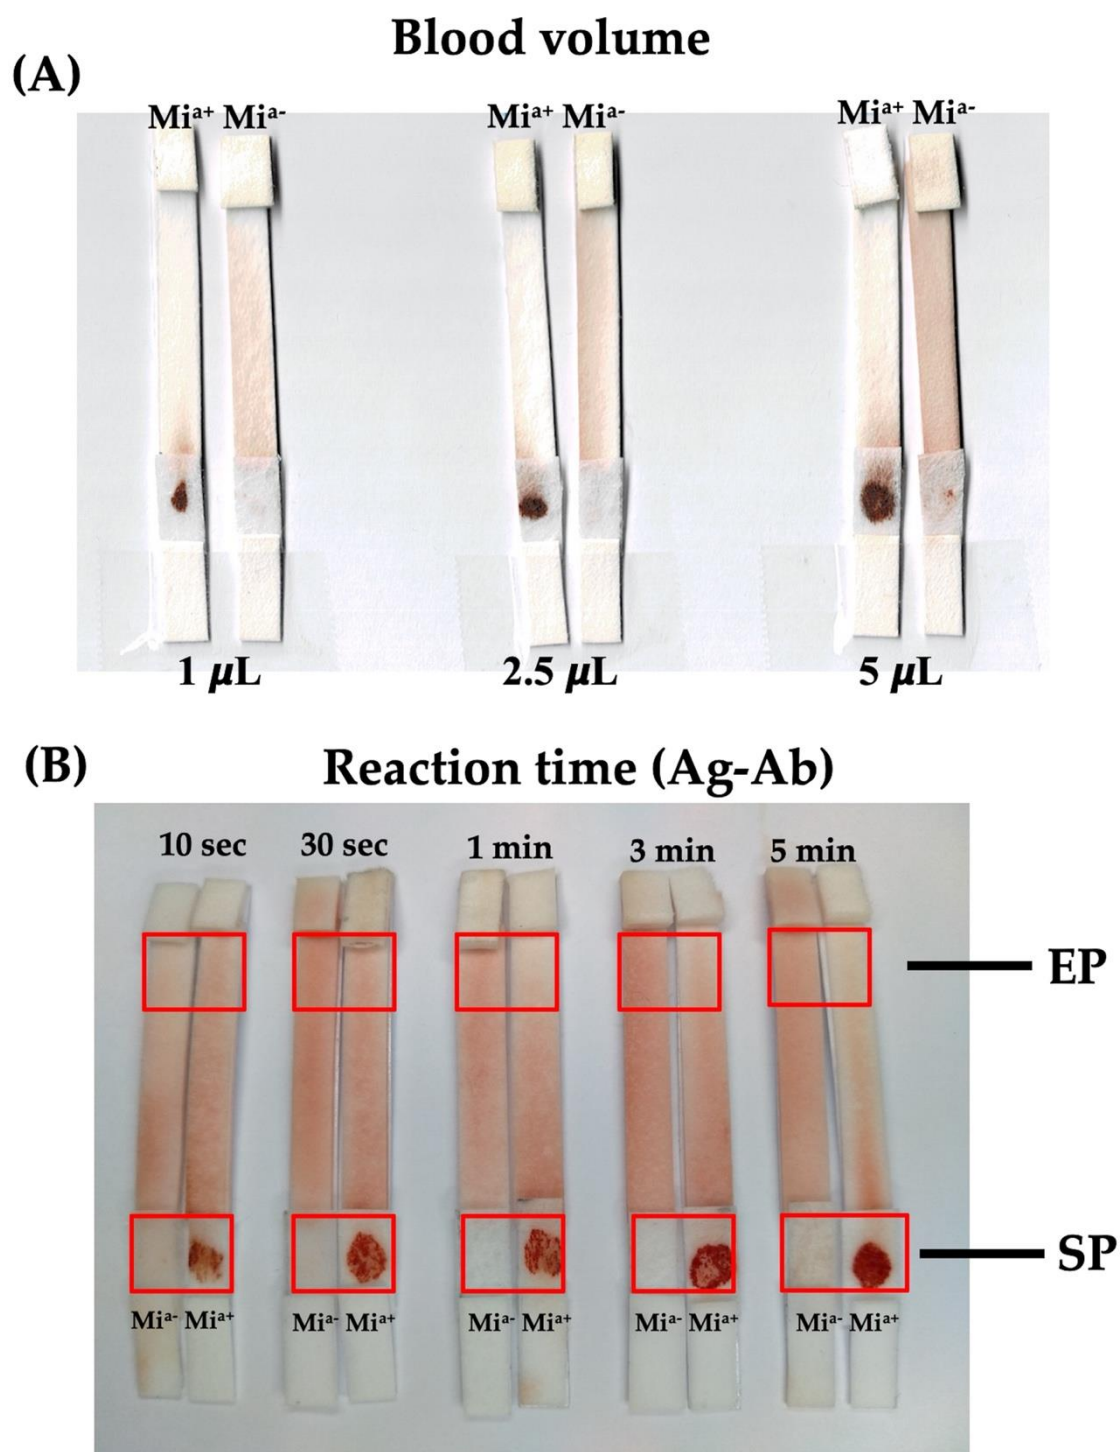 Blood volume
(A)
Miᵃ⁺ Miᵃ⁻ Miᵃ⁺ Miᵃ⁻ Miᵃ⁺ Miᵃ⁻
1 µL 2.5 µL 5 µL
(B) Reaction time (Ag-Ab)
10 sec 30 sec 1 min 3 min 5 min
EP
SP
Miᵃ⁻ Miᵃ⁺ Miᵃ⁻ Miᵃ⁺ Miᵃ⁻ Miᵃ⁺ Miᵃ⁻ Miᵃ⁺ Miᵃ⁻ Miᵃ⁺